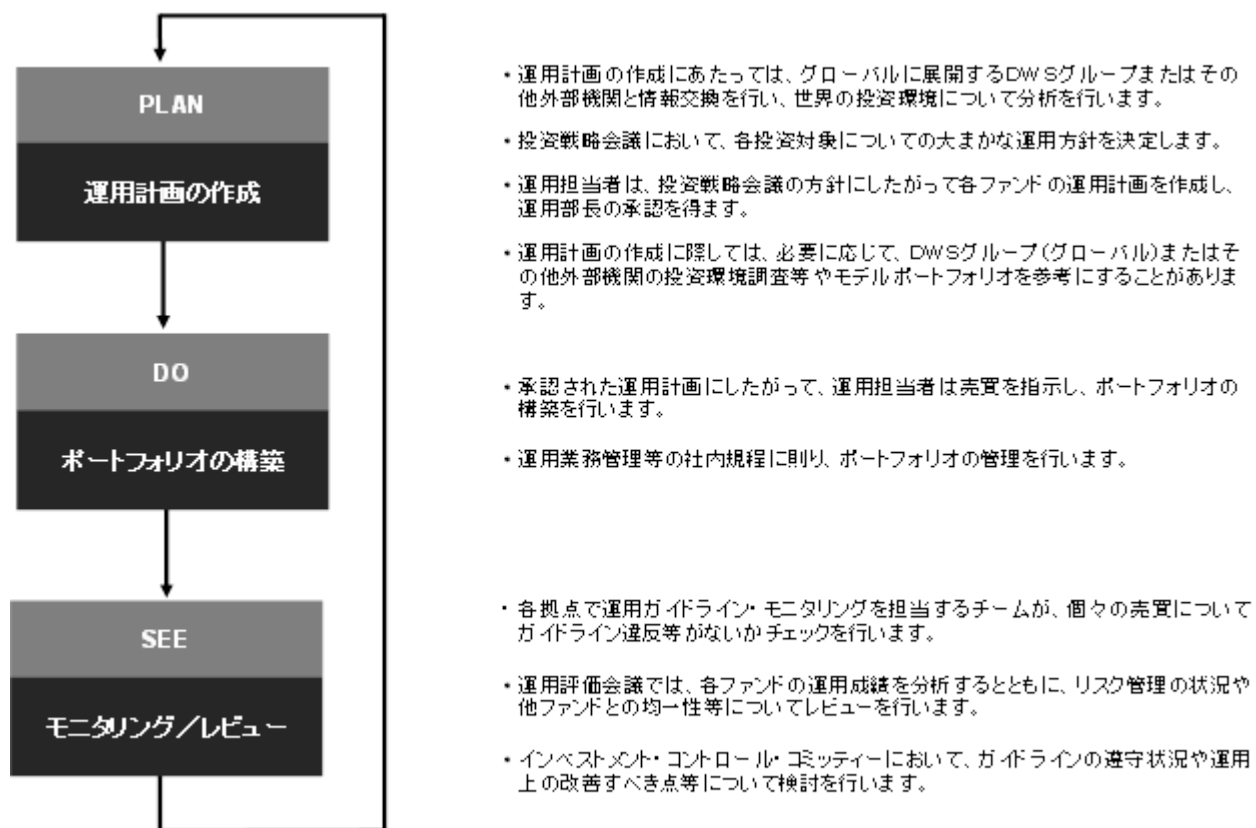 PLAN
運用計画の作成
・運用計画の作成にあたっては、グローバルに展開するDWSグループまたはその
他外部機関と情報交換を行い、世界の投資環境について分析を行います。
・投資戦略会議において、各投資対象についての大まかな運用方針を決定します。
・運用担当者は、投資戦略会議の方針にしたがって各ファンドの運用計画を作成し、
運用部長の承認を得ます。
・運用計画の作成に際しては、必要に応じて、DWSグループ(グローバル)またはそ
の他外部機関の投資環境調査等やモデルポートフォリオを参考にすることがありま
す。
DO
ポートフォリオの構築
・承認された運用計画にしたがって、運用担当者は売買を指示し、ポートフォリオの
構築を行います。
・運用業務管理等の社内規程に則り、ポートフォリオの管理を行います。
SEE
モニタリング/レビュー
・各拠点で運用ガイドライン・モニタリングを担当するチームが、個々の売買について
ガイドライン違反等がないかチェックを行います。
・運用評価会議では、各ファンドの運用成績を分析するとともに、リスク管理の状況や
他ファンドとの均一性等についてレビューを行います。
・インベストメント・コントロール・コミッティーにおいて、ガイドラインの遵守状況や運用
上の改善すべき点等について検討を行います。